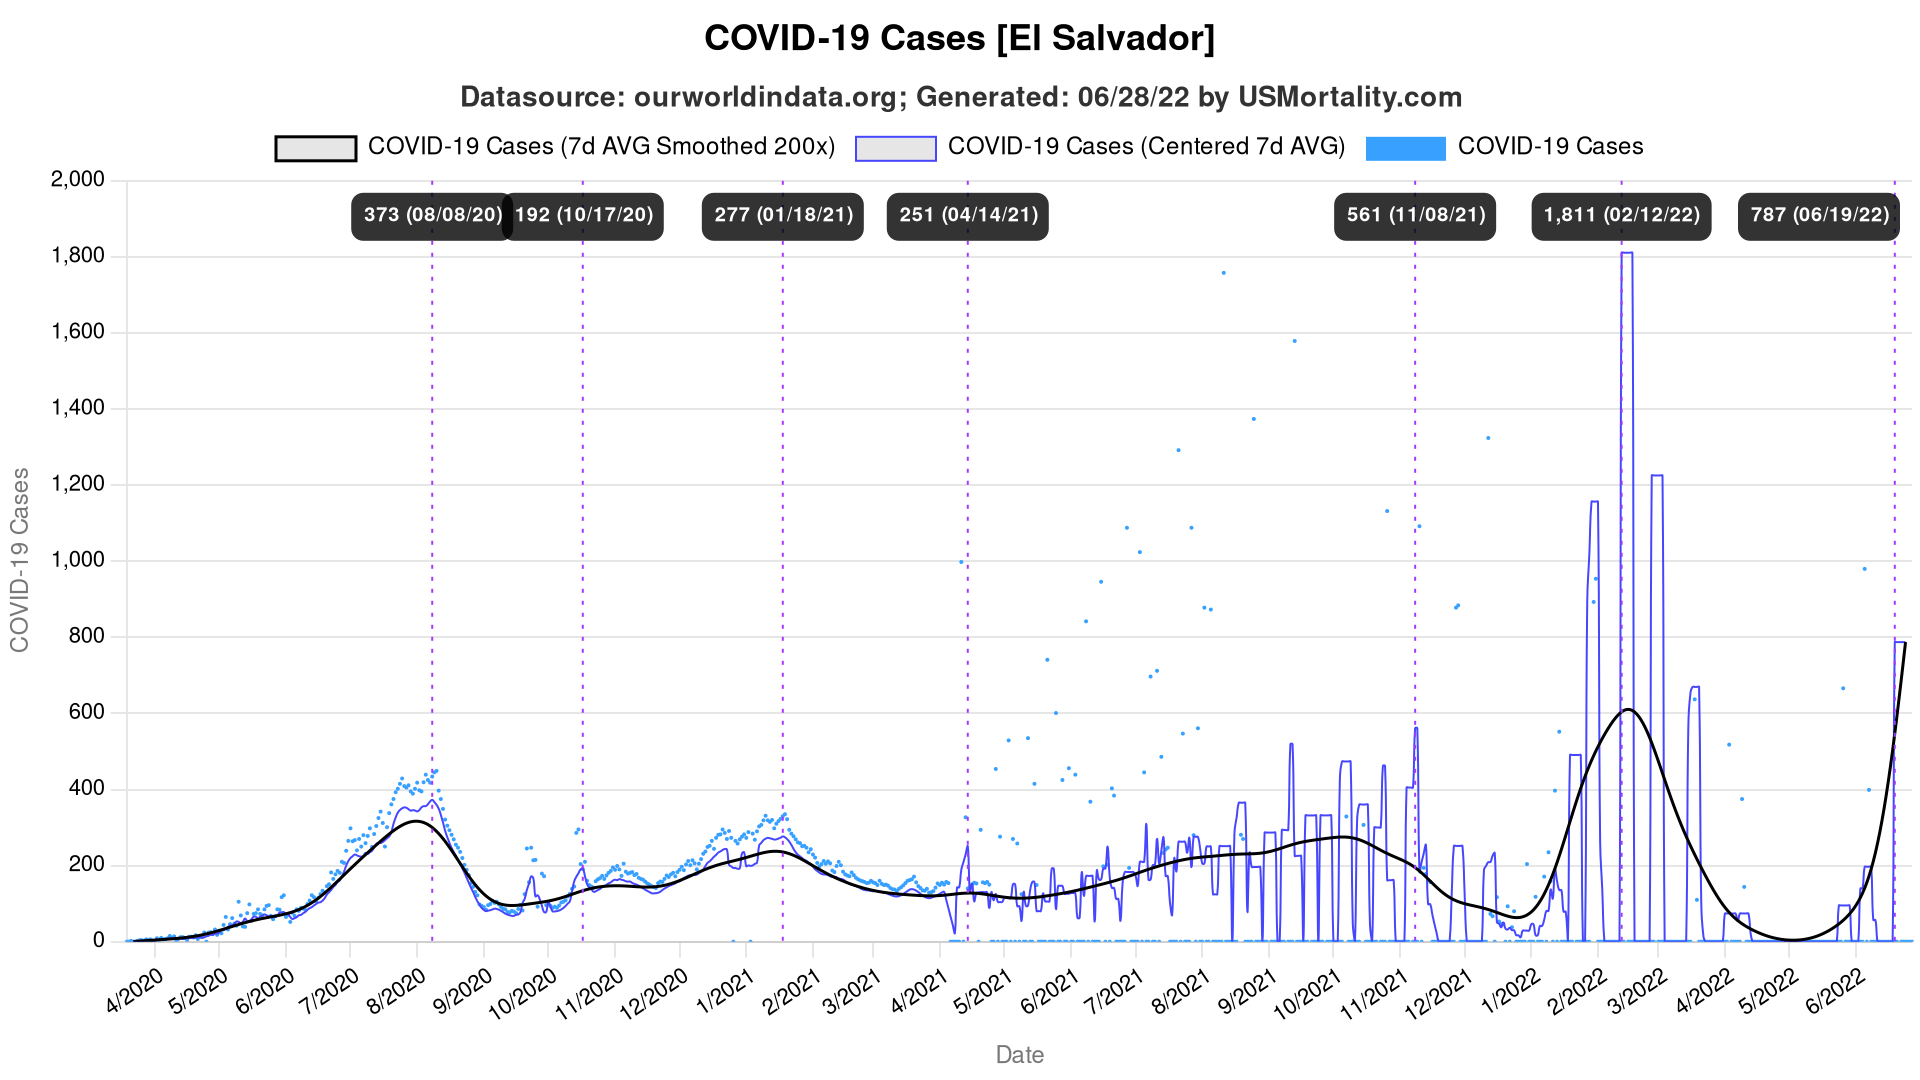 COVID-19 Cases [El Salvador]
Datasource: ourworldindata.org; Generated: 06/28/22 by USMortality.com
COVID-19 Cases (7d AVG Smoothed 200x) COVID-19 Cases (Centered 7d AVG) COVID-19 Cases
373 (08/08/20) 192 (10/17/20) 277 (01/18/21) 251 (04/14/21) 561 (11/08/21) 1,811 (02/12/22) 787 (06/19/22)
2,000
1,800
1,600
1,400
1,200
1,000
800
600
400
200
0
COVID-19 Cases
4/2020 5/2020 6/2020 7/2020 8/2020 9/2020 10/2020 11/2020 12/2020 1/2021 2/2021 3/2021 4/2021 5/2021 6/2021 7/2021 8/2021 9/2021 10/2021 11/2021 12/2021 1/2022 2/2022 3/2022 4/2022 5/2022 6/2022
Date